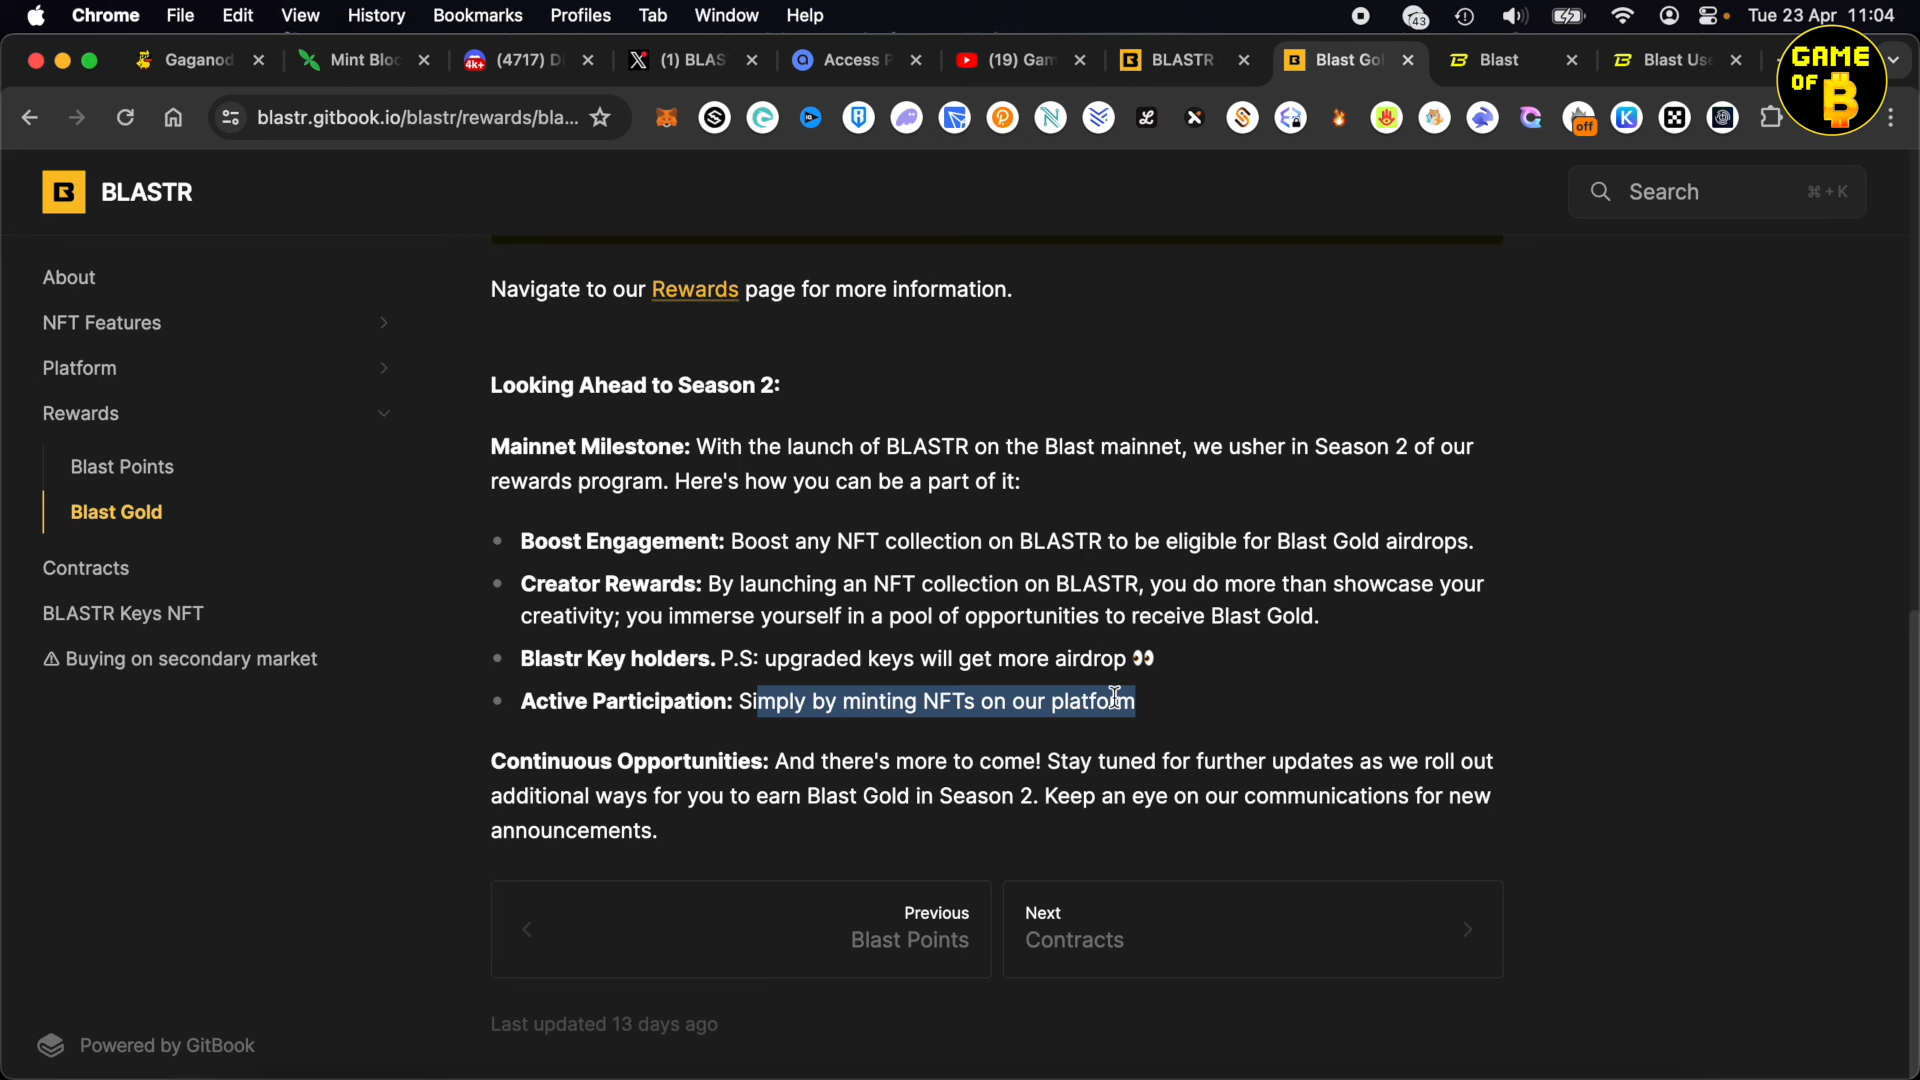 Chrome File Edit View History Bookmarks Profiles Tab Window Help 43 Tue 23 Apr 11:04
Gaganod Mint Bloc 4k+ (4717) D (1) BLAS Access P (19) Gam BLASTR Blast Gol Blast Blast Us
GAME
OF B
blastr.gitbook.io/blastr/rewards/bla... off
BLASTR Search ⌘+K
About
NFT Features
Platform
Rewards
Blast Points
Blast Gold
Contracts
BLASTR Keys NFT
⚠ Buying on secondary market
Powered by GitBook
Navigate to our Rewards page for more information.
Looking Ahead to Season 2:
Mainnet Milestone: With the launch of BLASTR on the Blast mainnet, we usher in Season 2 of our
rewards program. Here's how you can be a part of it:
• Boost Engagement: Boost any NFT collection on BLASTR to be eligible for Blast Gold airdrops.
• Creator Rewards: By launching an NFT collection on BLASTR, you do more than showcase your
creativity; you immerse yourself in a pool of opportunities to receive Blast Gold.
• Blastr Key holders. P.S: upgraded keys will get more airdrop 👀
• Active Participation: Simply by minting NFTs on our platform
Continuous Opportunities: And there's more to come! Stay tuned for further updates as we roll out
additional ways for you to earn Blast Gold in Season 2. Keep an eye on our communications for new
announcements.
Previous
Blast Points
Next
Contracts
Last updated 13 days ago